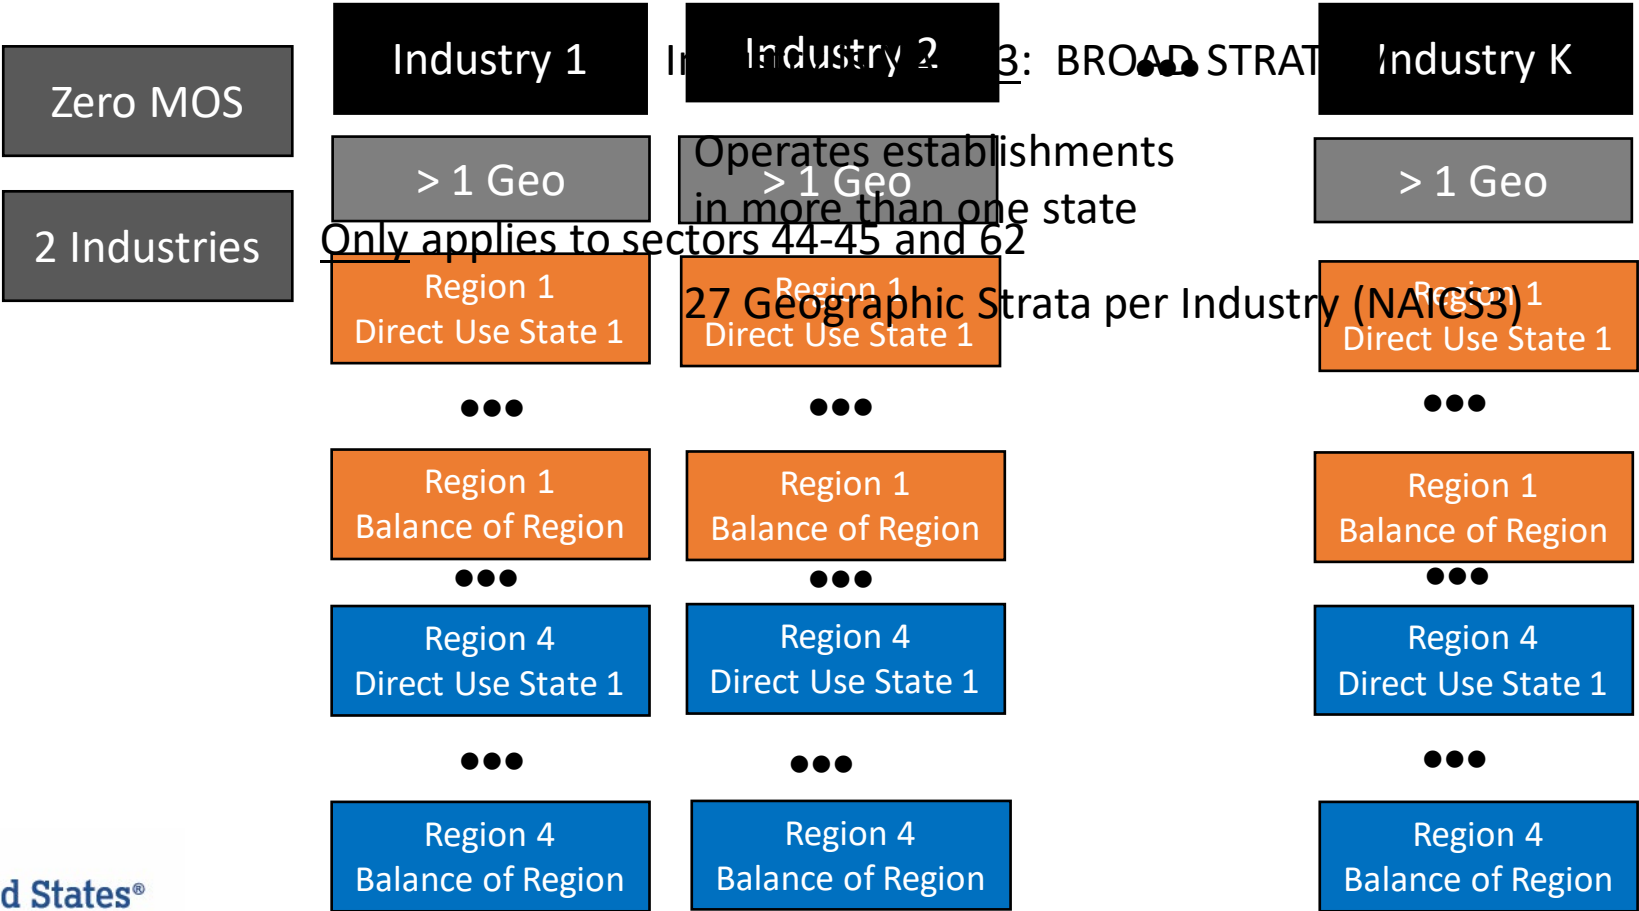 Zero MOS
2 Industries
Industry 1
Industry 2
3: BROAD STRAT
Industry K
> 1 Geo
> 1 Geo
> 1 Geo
Operates establishments
in more than one state
Only applies to sectors 44-45 and 62
27 Geographic Strata per Industry (NAICS3)
Region 1
Direct Use State 1
Region 1
Direct Use State 1
Region 1
Direct Use State 1
•••
•••
•••
•••
Region 1
Balance of Region
Region 1
Balance of Region
Region 1
Balance of Region
•••
•••
•••
Region 4
Direct Use State 1
Region 4
Direct Use State 1
Region 4
Direct Use State 1
•••
•••
•••
Region 4
Balance of Region
Region 4
Balance of Region
Region 4
Balance of Region
d States®